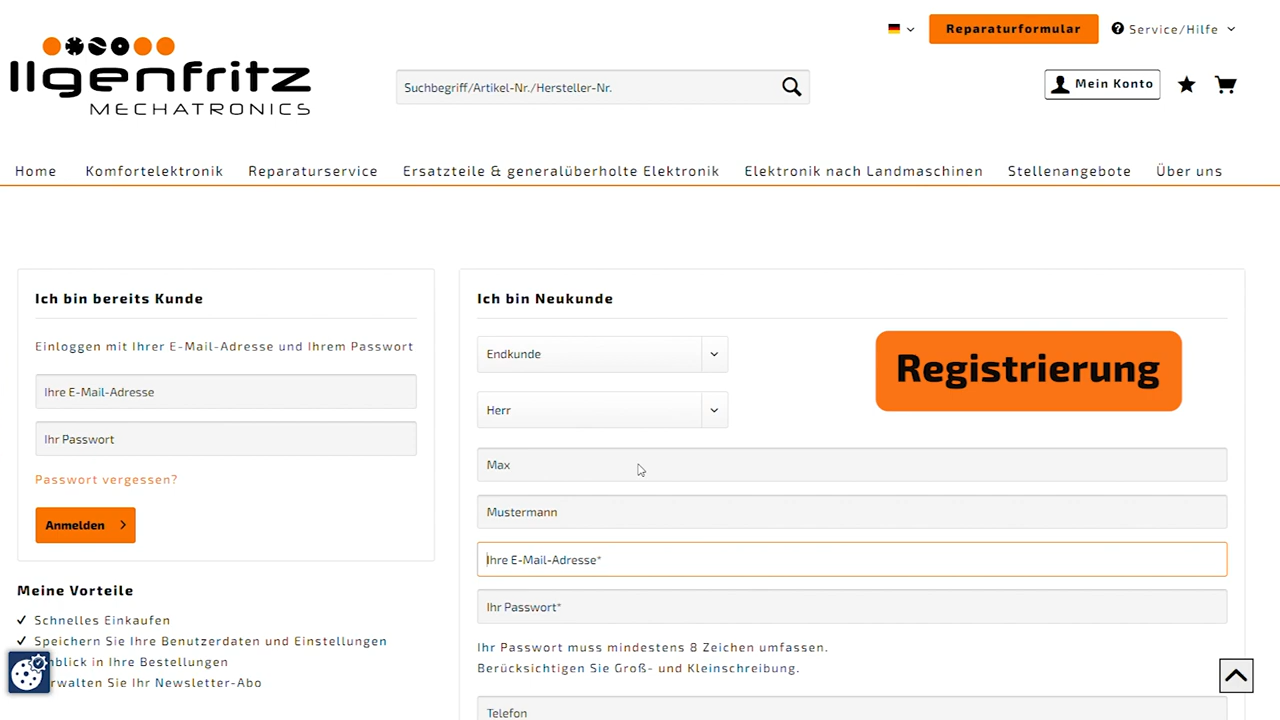 Reparaturformular
Service/Hilfe
Ilgenfritz
MECHATRONICS
Suchbegriff/Artikel-Nr./Hersteller-Nr.
Mein Konto
Home
Komfortelektronik
Reparaturservice
Ersatzteile & generalüberholte Elektronik
Elektronik nach Landmaschinen
Stellenangebote
Über uns
Ich bin bereits Kunde
Einloggen mit Ihrer E-Mail-Adresse und Ihrem Passwort
Ihre E-Mail-Adresse
Ihr Passwort
Passwort vergessen?
Anmelden
Meine Vorteile
Schnelles Einkaufen
Speichern Sie Ihre Benutzerdaten und Einstellungen
in Ihre Bestellungen
Sie Ihr Newsletter-Abo
Ich bin Neukunde
Endkunde
Registrierung
Herr
Max
Mustermann
Ihre E-Mail-Adresse*
Ihr Passwort*
Ihr Passwort muss mindestens 8 Zeichen umfassen.
Berücksichtigen Sie Groß- und Kleinschreibung.
Telefon